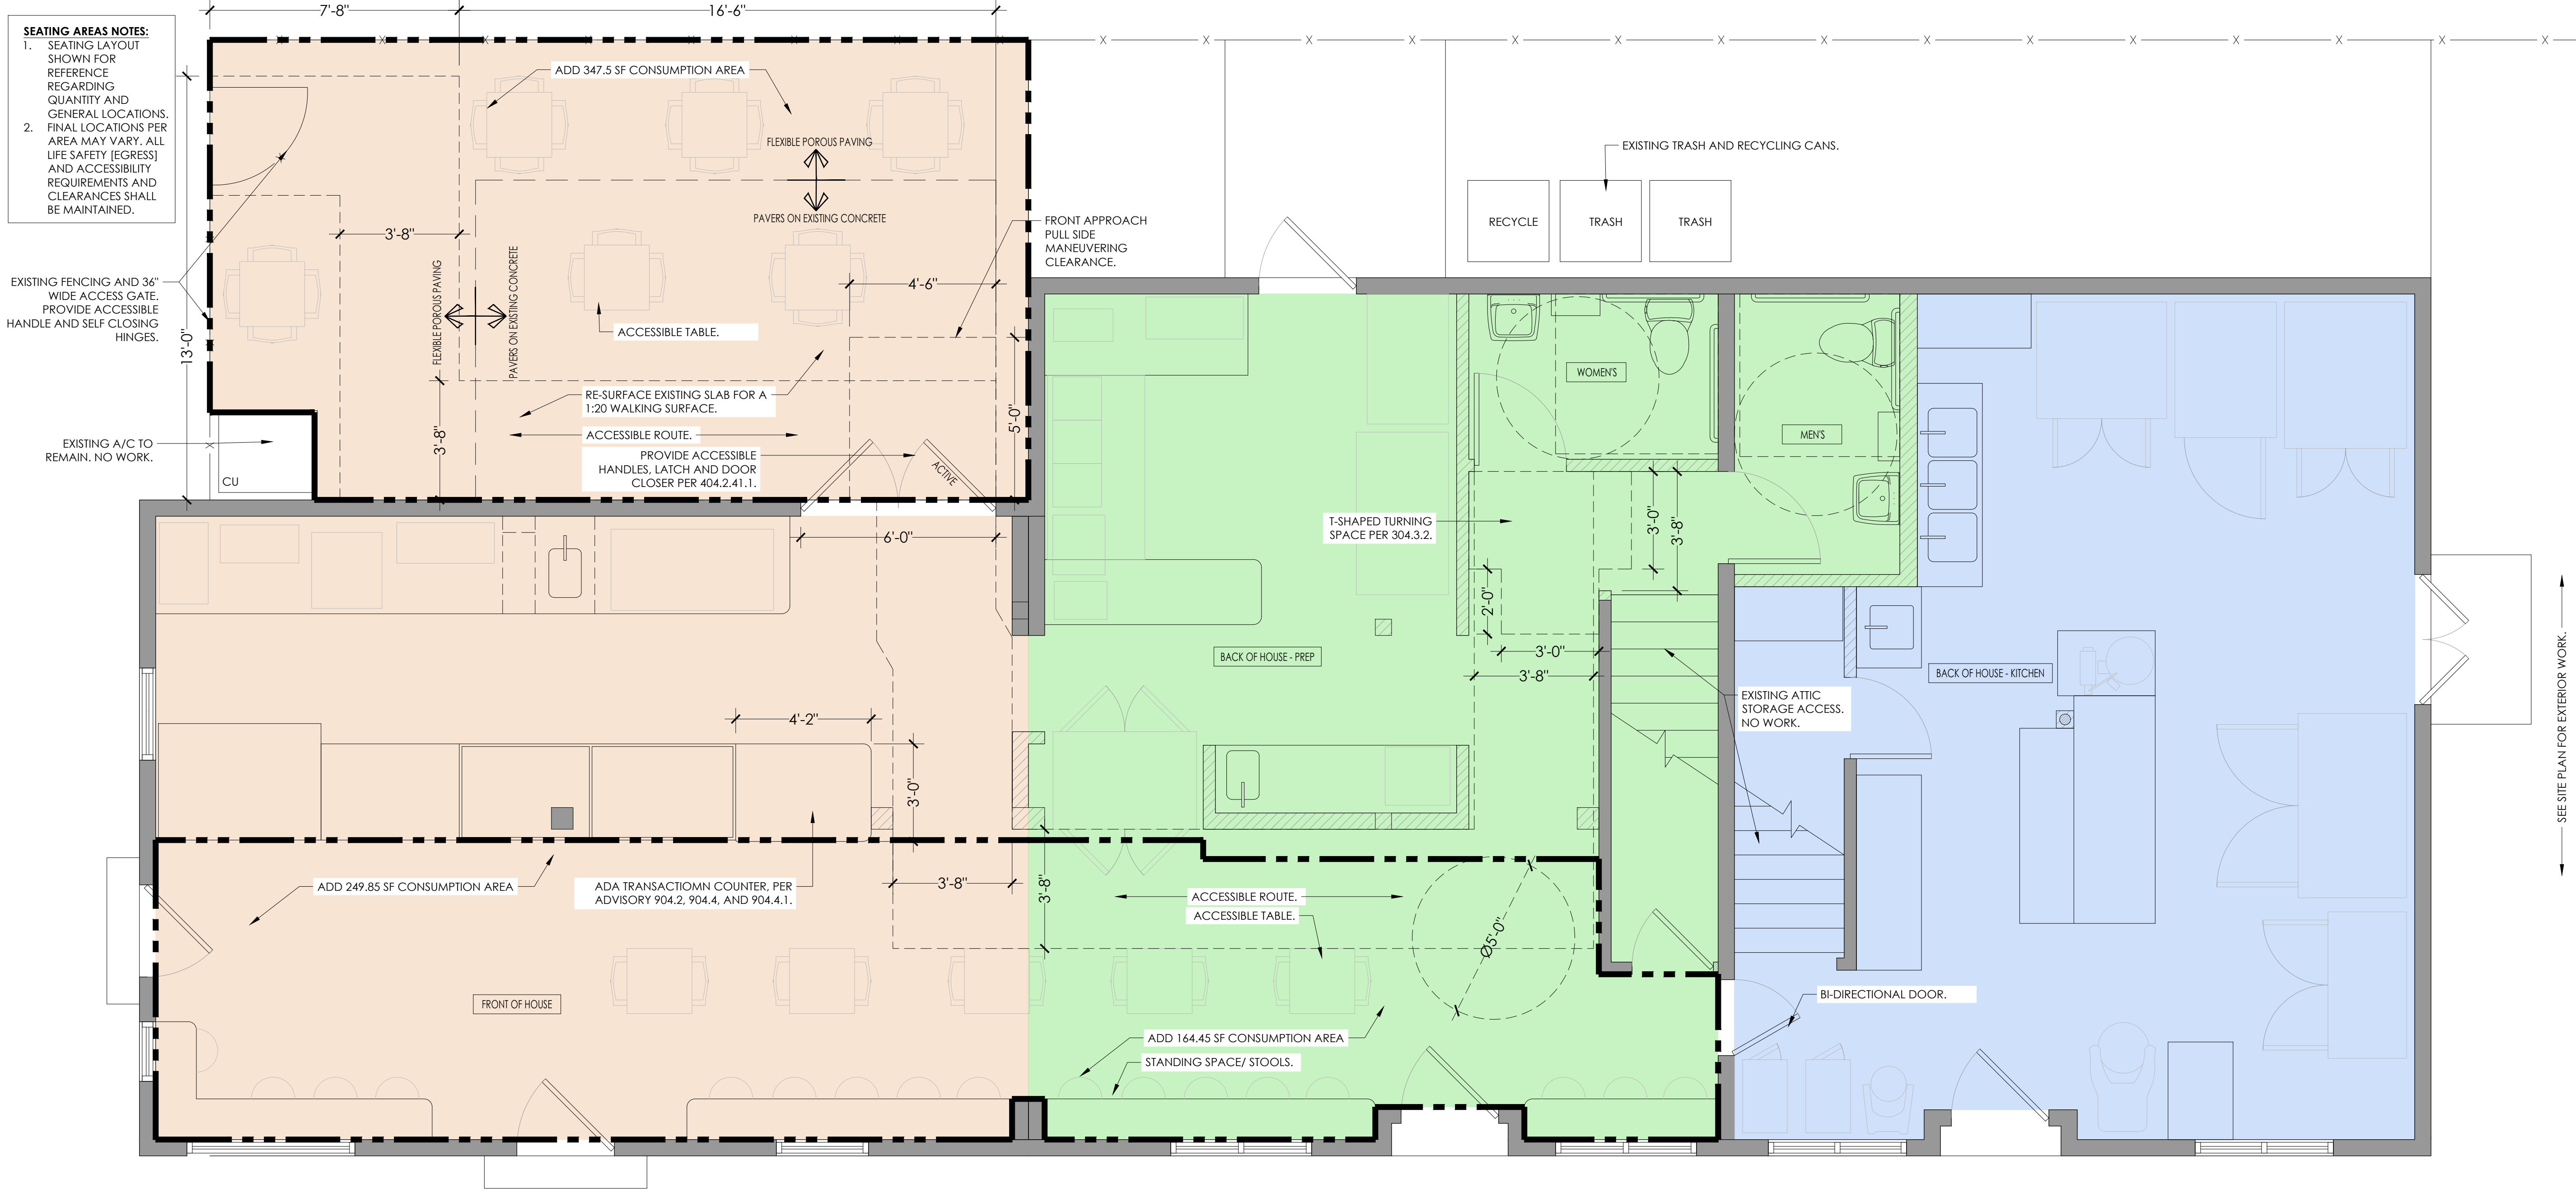 7'-8"
16'-6"
SEATING AREAS NOTES:
1. SEATING LAYOUT
SHOWN FOR
REFERENCE
REGARDING
QUANTITY AND
GENERAL LOCATIONS.
2. FINAL LOCATIONS PER
AREA MAY VARY. ALL
LIFE SAFETY [EGRESS]
AND ACCESSIBILITY
REQUIREMENTS AND
CLEARANCES SHALL
BE MAINTAINED.
ADD 347.5 SF CONSUMPTION AREA
FLEXIBLE POROUS PAVING
PAVERS ON EXISTING CONCRETE
3'-8"
FRONT APPROACH
PULL SIDE
MANEUVERING
CLEARANCE.
EXISTING TRASH AND RECYCLING CANS.
RECYCLE
TRASH
TRASH
EXISTING FENCING AND 36"
WIDE ACCESS GATE.
PROVIDE ACCESSIBLE
HANDLE AND SELF CLOSING
HINGES.
13'-0"
FLEXIBLE POROUS PAVING
PAVERS ON EXISTING CONCRETE
4'-6"
ACCESSIBLE TABLE.
RE-SURFACE EXISTING SLAB FOR A
1:20 WALKING SURFACE.
ACCESSIBLE ROUTE.
3'-8"
5'-0"
PROVIDE ACCESSIBLE
HANDLES, LATCH AND DOOR
CLOSER PER 404.2.41.1.
ACTIVE
EXISTING A/C TO
REMAIN. NO WORK.
CU
WOMEN'S
MEN'S
6'-0"
T-SHAPED TURNING
SPACE PER 304.3.2.
3'-0"
3'-8"
2'-0"
3'-0"
3'-8"
BACK OF HOUSE - PREP
BACK OF HOUSE - KITCHEN
EXISTING ATTIC
STORAGE ACCESS.
NO WORK.
SEE SITE PLAN FOR EXTERIOR WORK.
4'-2"
3'-0"
ADD 249.85 SF CONSUMPTION AREA
ADA TRANSACTIOMN COUNTER, PER
ADVISORY 904.2, 904.4, AND 904.4.1.
3'-8"
3'-8"
ACCESSIBLE ROUTE.
ACCESSIBLE TABLE.
Ø5'-0"
FRONT OF HOUSE
BI-DIRECTIONAL DOOR.
ADD 164.45 SF CONSUMPTION AREA
STANDING SPACE/ STOOLS.